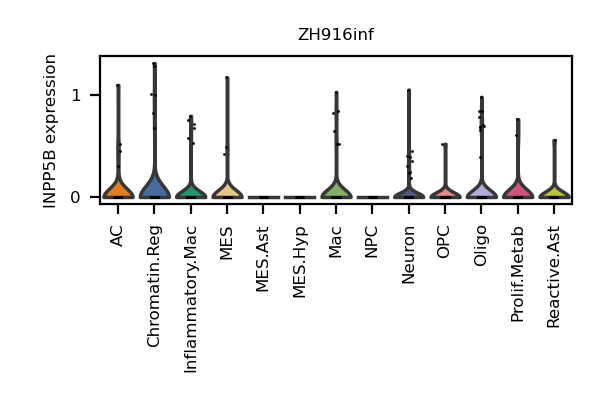 ZH916inf
INPP5B expression
1
0
AC
Chromatin.Reg
Inflammatory.Mac
MES
MES.Ast
MES.Hyp
Mac
NPC
Neuron
OPC
Oligo
Prolif.Metab
Reactive.Ast